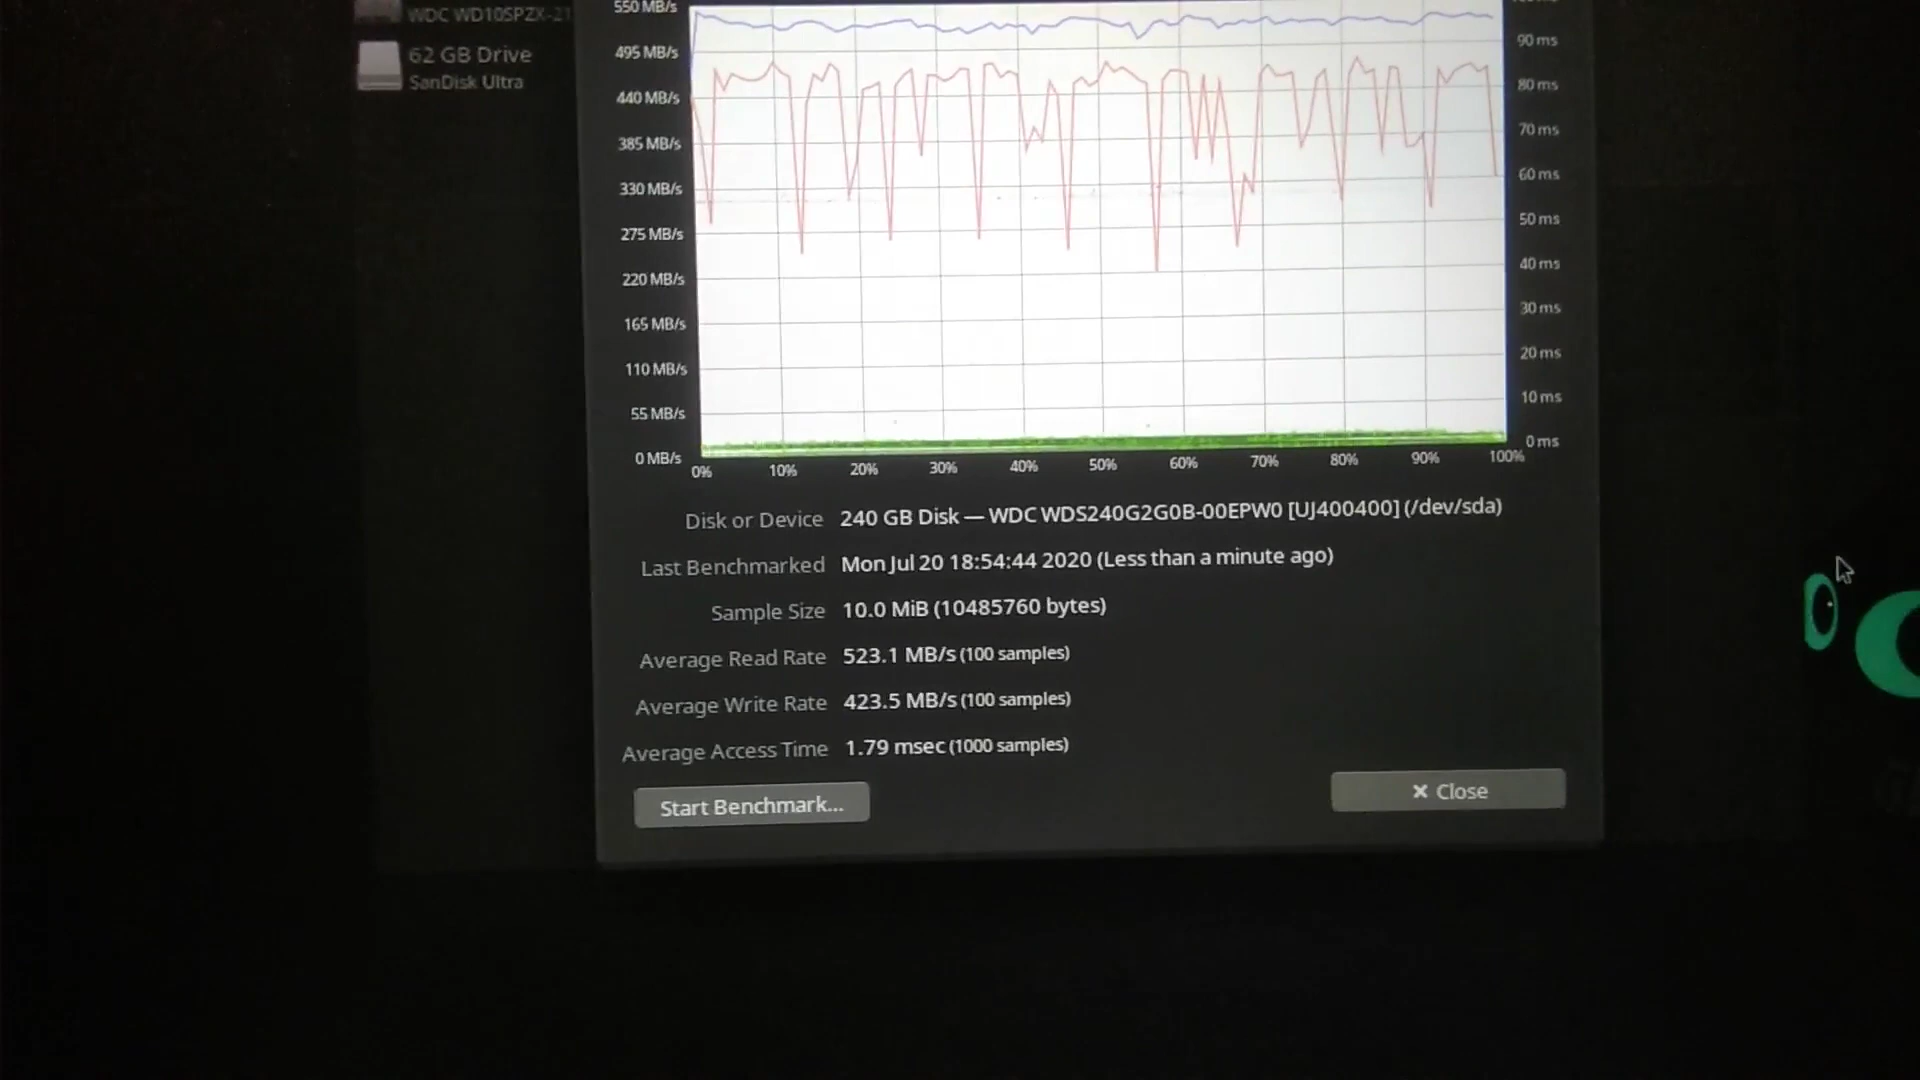 WDC WD10SPZX-21
62 GB Drive
SanDisk Ultra
550 MB/s
495 MB/s
440 MB/s
385 MB/s
330 MB/s
275 MB/s
220 MB/s
165 MB/s
110 MB/s
55 MB/s
0 MB/s
90 ms
80 ms
70 ms
60 ms
50 ms
40 ms
30 ms
20 ms
10 ms
0 ms
0% 10% 20% 30% 40% 50% 60% 70% 80% 90% 100%
Disk or Device 240 GB Disk — WDC WDS240G2G0B-00EPW0 [UJ400400] (/dev/sda)
Last Benchmarked Mon Jul 20 18:54:44 2020 (Less than a minute ago)
Sample Size 10.0 MiB (10485760 bytes)
Average Read Rate 523.1 MB/s (100 samples)
Average Write Rate 423.5 MB/s (100 samples)
Average Access Time 1.79 msec (1000 samples)
Start Benchmark...
× Close